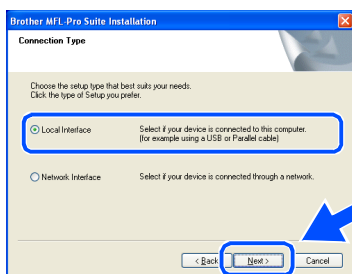 Brother MFL-Pro Suite Installation
Connection Type
Choose the setup type that best suits your needs.
Click the type of Setup you prefer.
Local Interface
Select if your device is connected to this computer.
(for example using a USB or Parallel cable)
Network Interface
Select if your device is connected through a network.
< Back
Next >
Cancel